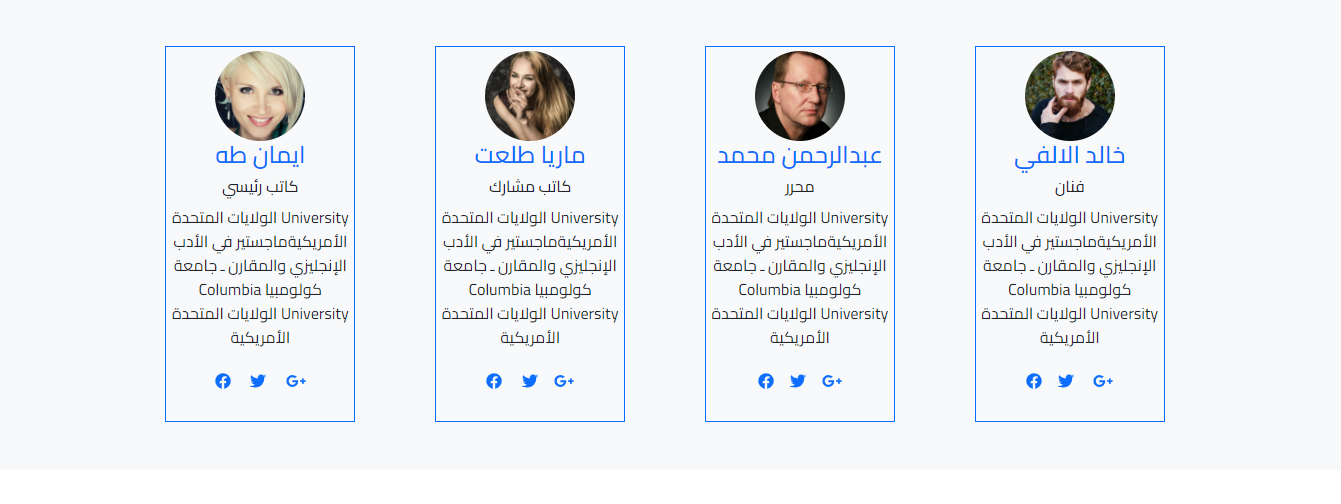 خالد الالفي
فنان
University الولايات المتحدة
الأمريكيةماجستير في الأدب
الإنجليزي والمقارن ـ جامعة
كولومبيا Columbia
University الولايات المتحدة
الأمريكية
عبدالرحمن محمد
محرر
University الولايات المتحدة
الأمريكيةماجستير في الأدب
الإنجليزي والمقارن ـ جامعة
كولومبيا Columbia
University الولايات المتحدة
الأمريكية
ماريا طلعت
كاتب مشارك
University الولايات المتحدة
الأمريكيةماجستير في الأدب
الإنجليزي والمقارن ـ جامعة
كولومبيا Columbia
University الولايات المتحدة
الأمريكية
ايمان طه
كاتب رئيسي
University الولايات المتحدة
الأمريكيةماجستير في الأدب
الإنجليزي والمقارن ـ جامعة
كولومبيا Columbia
University الولايات المتحدة
الأمريكية